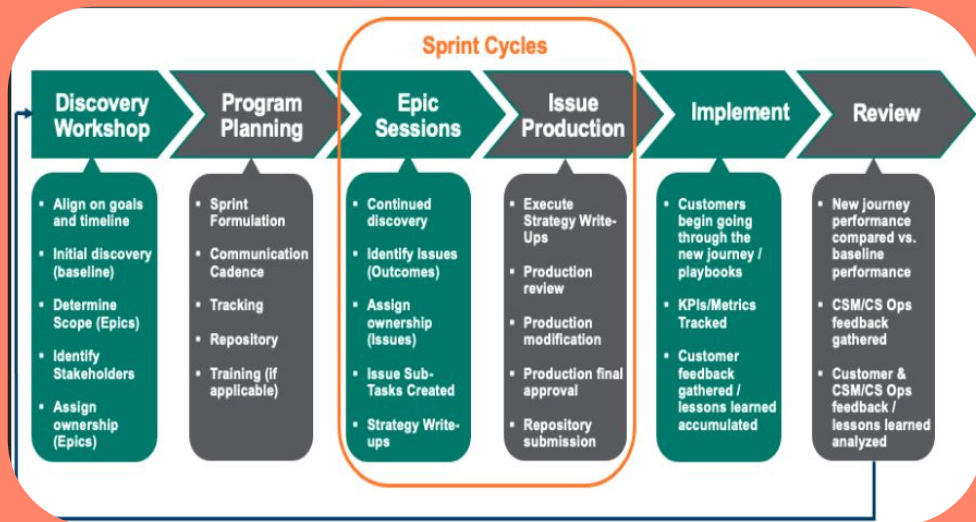 Sprint Cycles
Discovery
Workshop
Program
Planning
Epic
Sessions
Issue
Production
Implement
Review
▪ Align on goals
and timeline
▪ Initial discovery
(baseline)
▪ Determine
Scope (Epics)
▪ Identify
Stakeholders
▪ Assign
ownership
(Epics)
▪ Sprint
Formulation
▪ Communication
Cadence
▪ Tracking
▪ Repository
▪ Training (if
applicable)
▪ Continued
discovery
▪ Identify Issues
(Outcomes)
▪ Assign
ownership
(Issues)
▪ Issue Sub-
Tasks Created
▪ Strategy Write-
ups
▪ Execute
Strategy Write-
Ups
▪ Production
review
▪ Production
modification
▪ Production final
approval
▪ Repository
submission
▪ Customers
begin going
through the
new journey /
playbooks
▪ KPIs/Metrics
Tracked
▪ Customer
feedback
gathered /
lessons learned
accumulated
▪ New journey
performance
compared vs.
baseline
performance
▪ CSM/CS Ops
feedback
gathered
▪ Customer &
CSM/CS Ops
feedback /
lessons learned
analyzed